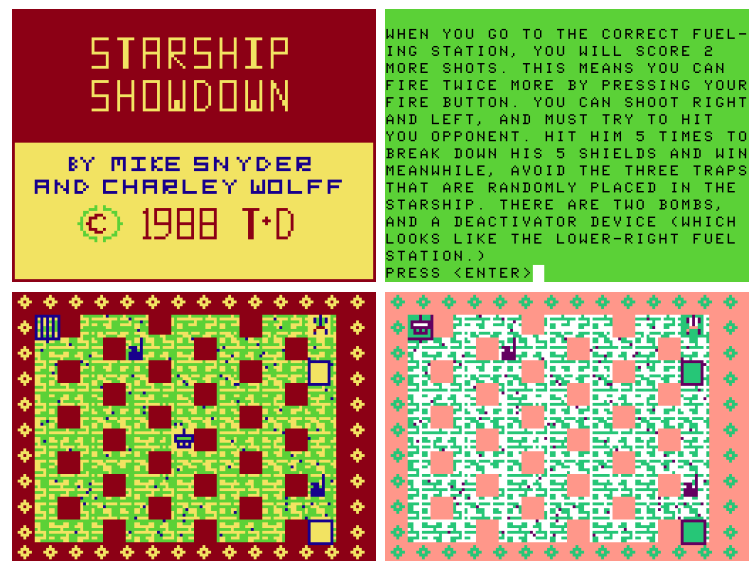 STARSHIP
SHOWDOWN
BY MIKE SNYDER
AND CHARLEY WOLFF
© 1988 T+D
WHEN YOU GO TO THE CORRECT FUEL-
ING STATION, YOU WILL SCORE 2
MORE SHOTS. THIS MEANS YOU CAN
FIRE TWICE MORE BY PRESSING YOUR
FIRE BUTTON. YOU CAN SHOOT RIGHT
AND LEFT, AND MUST TRY TO HIT
YOU OPPONENT. HIT HIM 5 TIMES TO
BREAK DOWN HIS 5 SHIELDS AND WIN
MEANWHILE, AVOID THE THREE TRAPS
THAT ARE RANDOMLY PLACED IN THE
STARSHIP. THERE ARE TWO BOMBS,
AND A DEACTIVATOR DEVICE (WHICH
LOOKS LIKE THE LOWER-RIGHT FUEL
STATION.)
PRESS <ENTER>